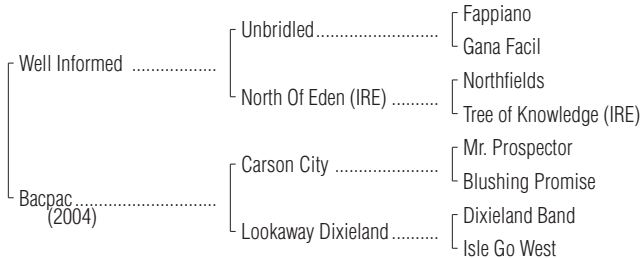 Fappiano
Unbridled..........................
Gana Facil
Well Informed ..................
Northfields
North Of Eden (IRE) ..........
Tree of Knowledge (IRE)
Mr. Prospector
Carson City ......................
Blushing Promise
Bacpac..............................
(2004)
Dixieland Band
Lookaway Dixieland..........
Isle Go West